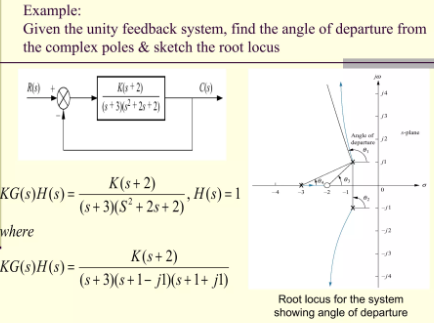 Example:
Given the unity feedback system, find the angle of departure from
the complex poles & sketch the root locus
R(s) + K(s+2) C(s)
(s+3)(s²+2s+2)
−
KG(s)H(s) = K(s+2) / (s+3)(S²+2s+2), H(s)=1
where
KG(s)H(s) = K(s+2) / (s+3)(s+1−j1)(s+1+j1)
jω
j4
j3
Angle of
departure
j2
s-plane
θ₁
j1
θ₃
-4 -3 -2 -1 0 σ
θ₂
-j1
-j2
-j3
-j4
Root locus for the system
showing angle of departure